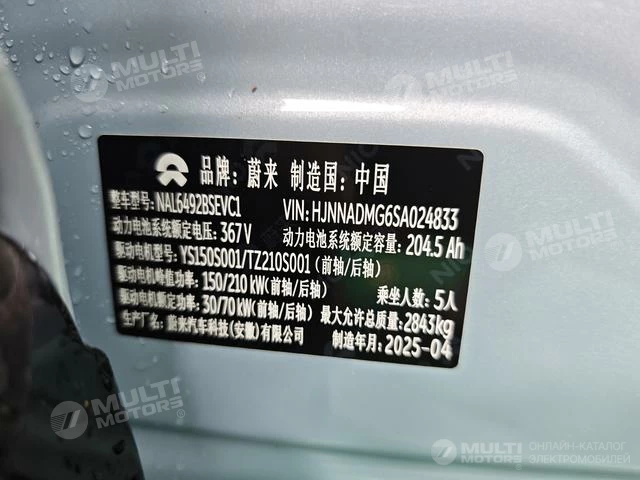 MULTI
MOTORS
MULTI
MOTORS
NIO
品牌: 蔚来 制造国: 中国
整车型号: NAL6492BSEVC1 VIN: HJNNADMG6SA024833
动力电池系统额定电压: 367V 动力电池系统额定容量: 204.5 Ah
驱动电机型号: YS150S001/TZ210S001 (前轴/后轴)
驱动电机峰值功率: 150/210 kW(前轴/后轴) 乘坐人数: 5人
驱动电机额定功率: 30/70 kW(前轴/后轴) 最大允许总质量: 2843kg
生产厂名: 蔚来汽车科技(安徽)有限公司 制造年月: 2025-04
MULTI
MOTORS
MULTI
MOTORS
ОНЛАЙН-КАТАЛОГ
ЭЛЕКТРОМОБИЛЕЙ